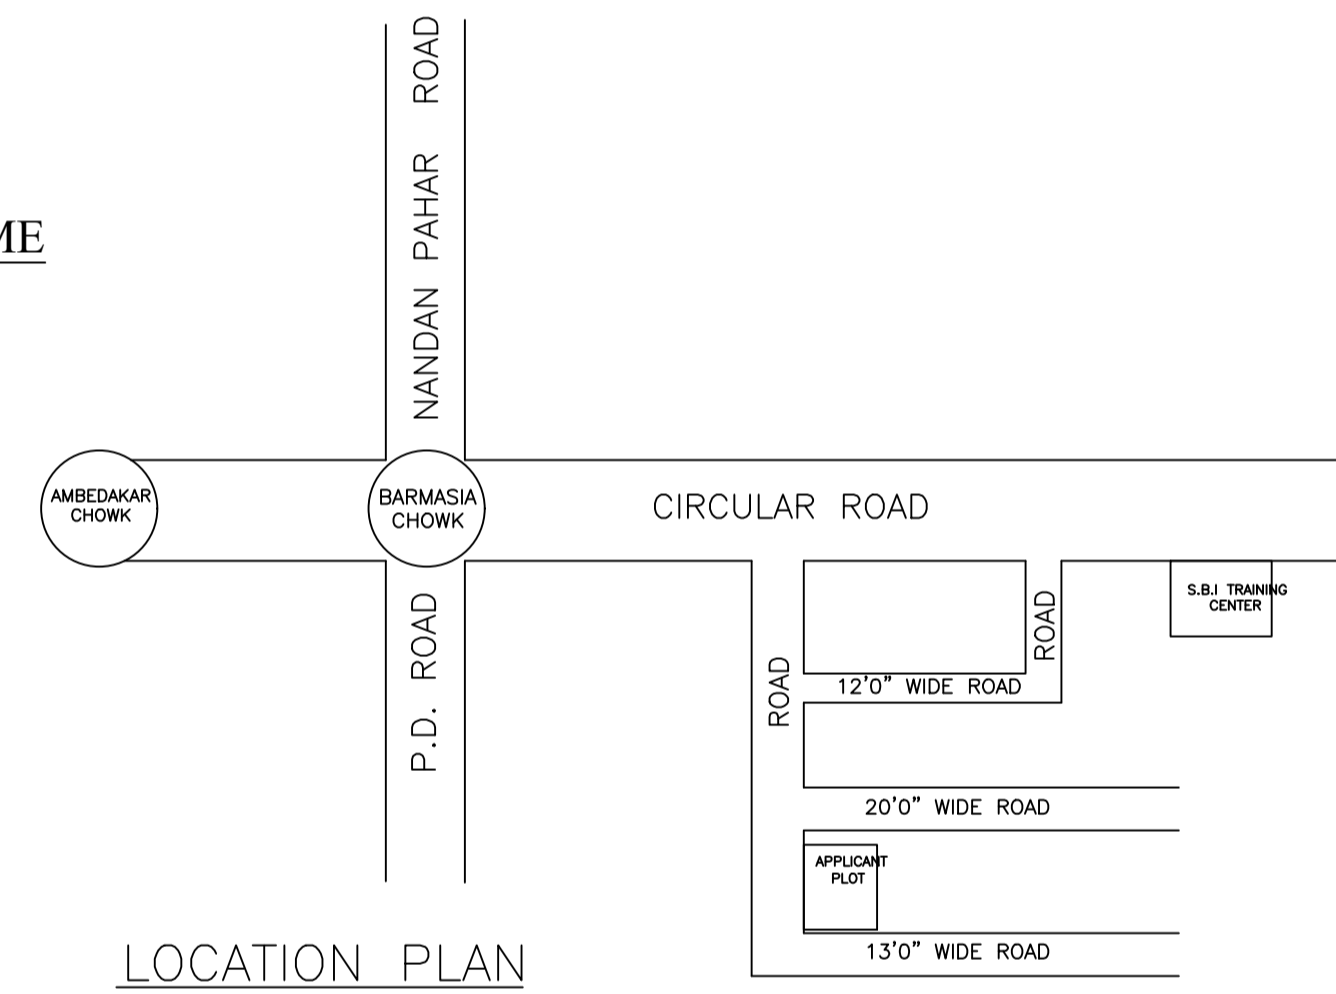 NANDAN PAHAR ROAD
ME
AMBEDAKAR
CHOWK
BARMASIA
CHOWK
CIRCULAR ROAD
P.D. ROAD
ROAD
ROAD
S.B.I TRAINING
CENTER
12'0" WIDE ROAD
20'0" WIDE ROAD
APPLICANT
PLOT
13'0" WIDE ROAD
LOCATION PLAN